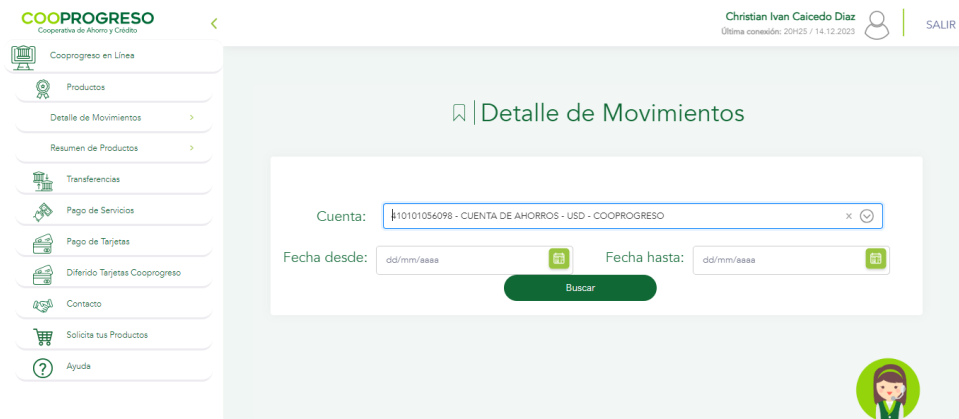 COOPROGRESO
Cooperativa de Ahorro y Crédito
Christian Ivan Caicedo Diaz
Última conexión: 20H25 / 14.12.2023
SALIR
Cooprogreso en Línea
Productos
Detalle de Movimientos
Resumen de Productos
Transferencias
Pago de Servicios
Pago de Tarjetas
Diferido Tarjetas Cooprogreso
Contacto
Solicita tus Productos
Ayuda
Detalle de Movimientos
Cuenta:
410101056098 - CUENTA DE AHORROS - USD - COOPROGRESO
Fecha desde:
dd/mm/aaaa
Fecha hasta:
dd/mm/aaaa
Buscar